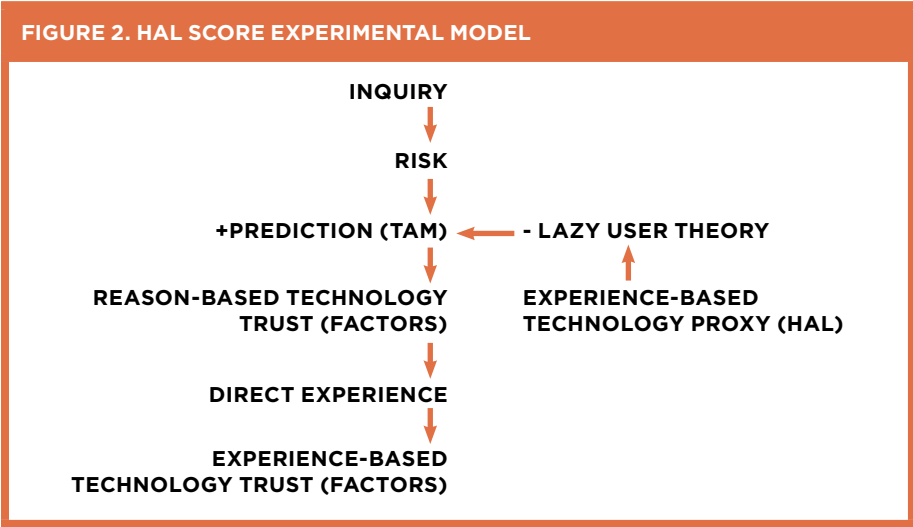 FIGURE 2. HAL SCORE EXPERIMENTAL MODEL
INQUIRY
RISK
+PREDICTION (TAM)
- LAZY USER THEORY
REASON-BASED TECHNOLOGY
TRUST (FACTORS)
EXPERIENCE-BASED
TECHNOLOGY PROXY (HAL)
DIRECT EXPERIENCE
EXPERIENCE-BASED
TECHNOLOGY TRUST (FACTORS)